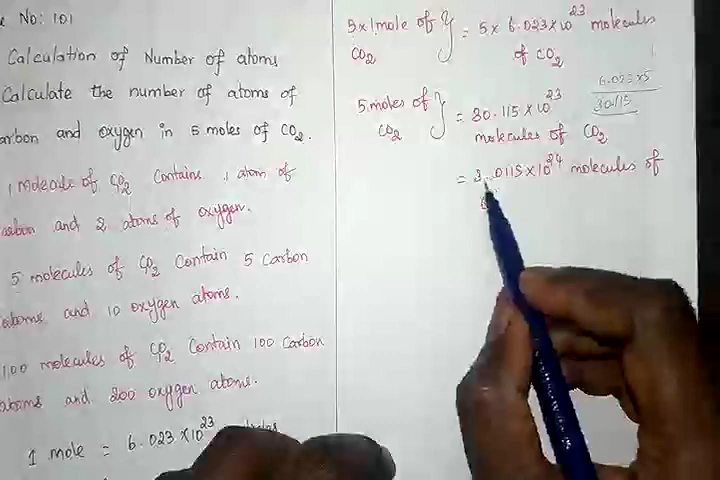 No: 101
Calculation of Number of atoms
Calculate the number of atoms of
arbon and oxygen in 5 moles of CO2.
1 molecule of CO2 contains 1 atom of
carbon and 2 atoms of oxygen.
5 molecules of CO2 contain 5 carbon
atoms and 10 oxygen atoms.
100 molecules of CO2 contain 100 carbon
atoms and 200 oxygen atoms.
1 mole = 6.023 X 10^23
5 x 1 mole of } = 5 x 6.023 x 10^23 molecules
CO2 of CO2
6.023 x 5
30.115
5 moles of } = 30.115 x 10^23
CO2 molecules of CO2
= 3.0115 x 10^24 molecules of